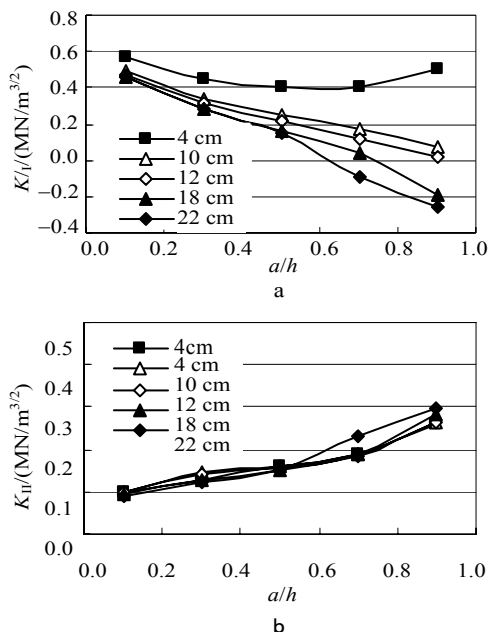 0.8
0.6
0.4
0.2
0.0
–0.2
–0.4
K/I/(MN/m3/2)
4 cm
10 cm
12 cm
18 cm
22 cm
0.0 0.2 0.4 0.6 0.8 1.0
a/h
a
0.5
0.4
0.3
0.2
0.1
0.0
KII/(MN/m3/2)
4cm
4 cm
10 cm
12 cm
18 cm
22 cm
0.0 0.2 0.4 0.6 0.8 1.0
a/h
b